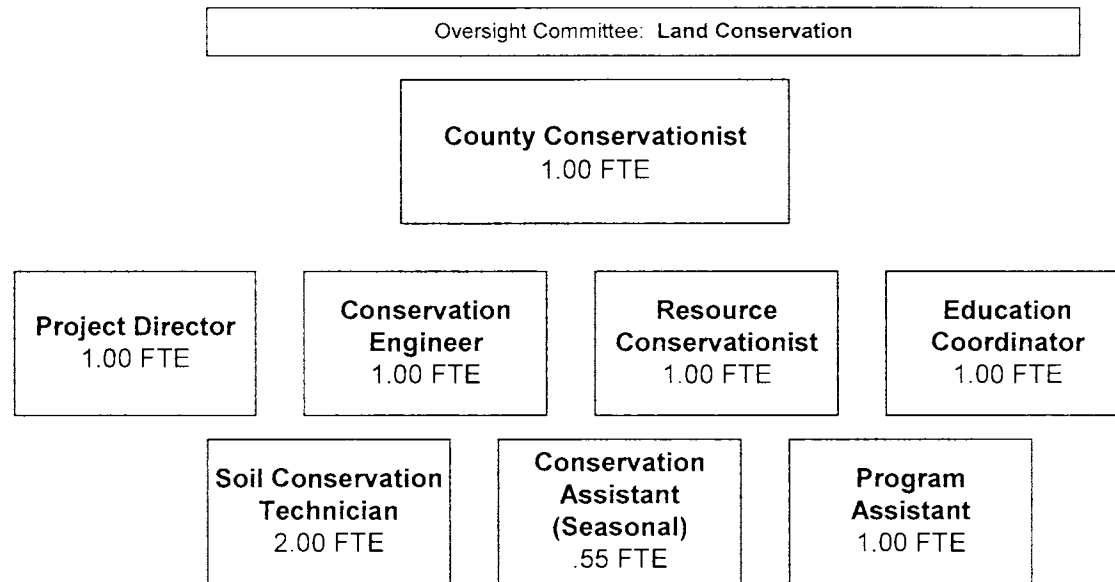 Oversight Committee: Land Conservation
County Conservationist
1.00 FTE
Project Director
1.00 FTE
Conservation
Engineer
1.00 FTE
Resource
Conservationist
1.00 FTE
Education
Coordinator
1.00 FTE
Soil Conservation
Technician
2.00 FTE
Conservation
Assistant
(Seasonal)
.55 FTE
Program
Assistant
1.00 FTE